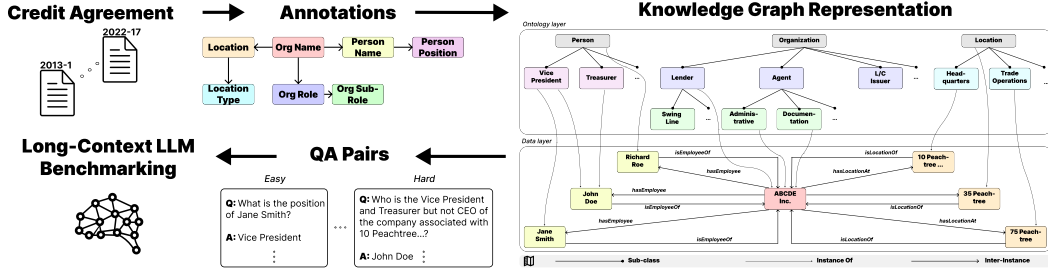 Credit Agreement
Annotations
Knowledge Graph Representation
2022-17
2013-1
Location
Org Name
Person
Name
Person
Position
Location
Type
Org Role
Org Sub-
Role
Ontology layer
Person
Organization
Location
Vice
President
Treasurer
...
Lender
Agent
L/C
Issuer
...
Head-
quarters
Trade
Operations
...
Swing
Line
...
Adminis-
trative
Documen-
tation
...
Data layer
Richard
Roe
isEmployeeOf
isLocationOf
10 Peach-
tree ...
hasEmployee
hasLocationAt
John
Doe
hasEmployee
ABCDE
Inc.
35 Peach-
tree
isEmployeeOf
isLocationOf
hasEmployee
hasLocationAt
Jane
Smith
isEmployeeOf
isLocationOf
75 Peach-
tree
Sub-class
Instance Of
Inter-Instance
Long-Context LLM
Benchmarking
QA Pairs
Easy
Hard
Q: What is the position
of Jane Smith?
A: Vice President
...
Q: Who is the Vice President
and Treasurer but not CEO of
the company associated with
10 Peachtree...?
A: John Doe